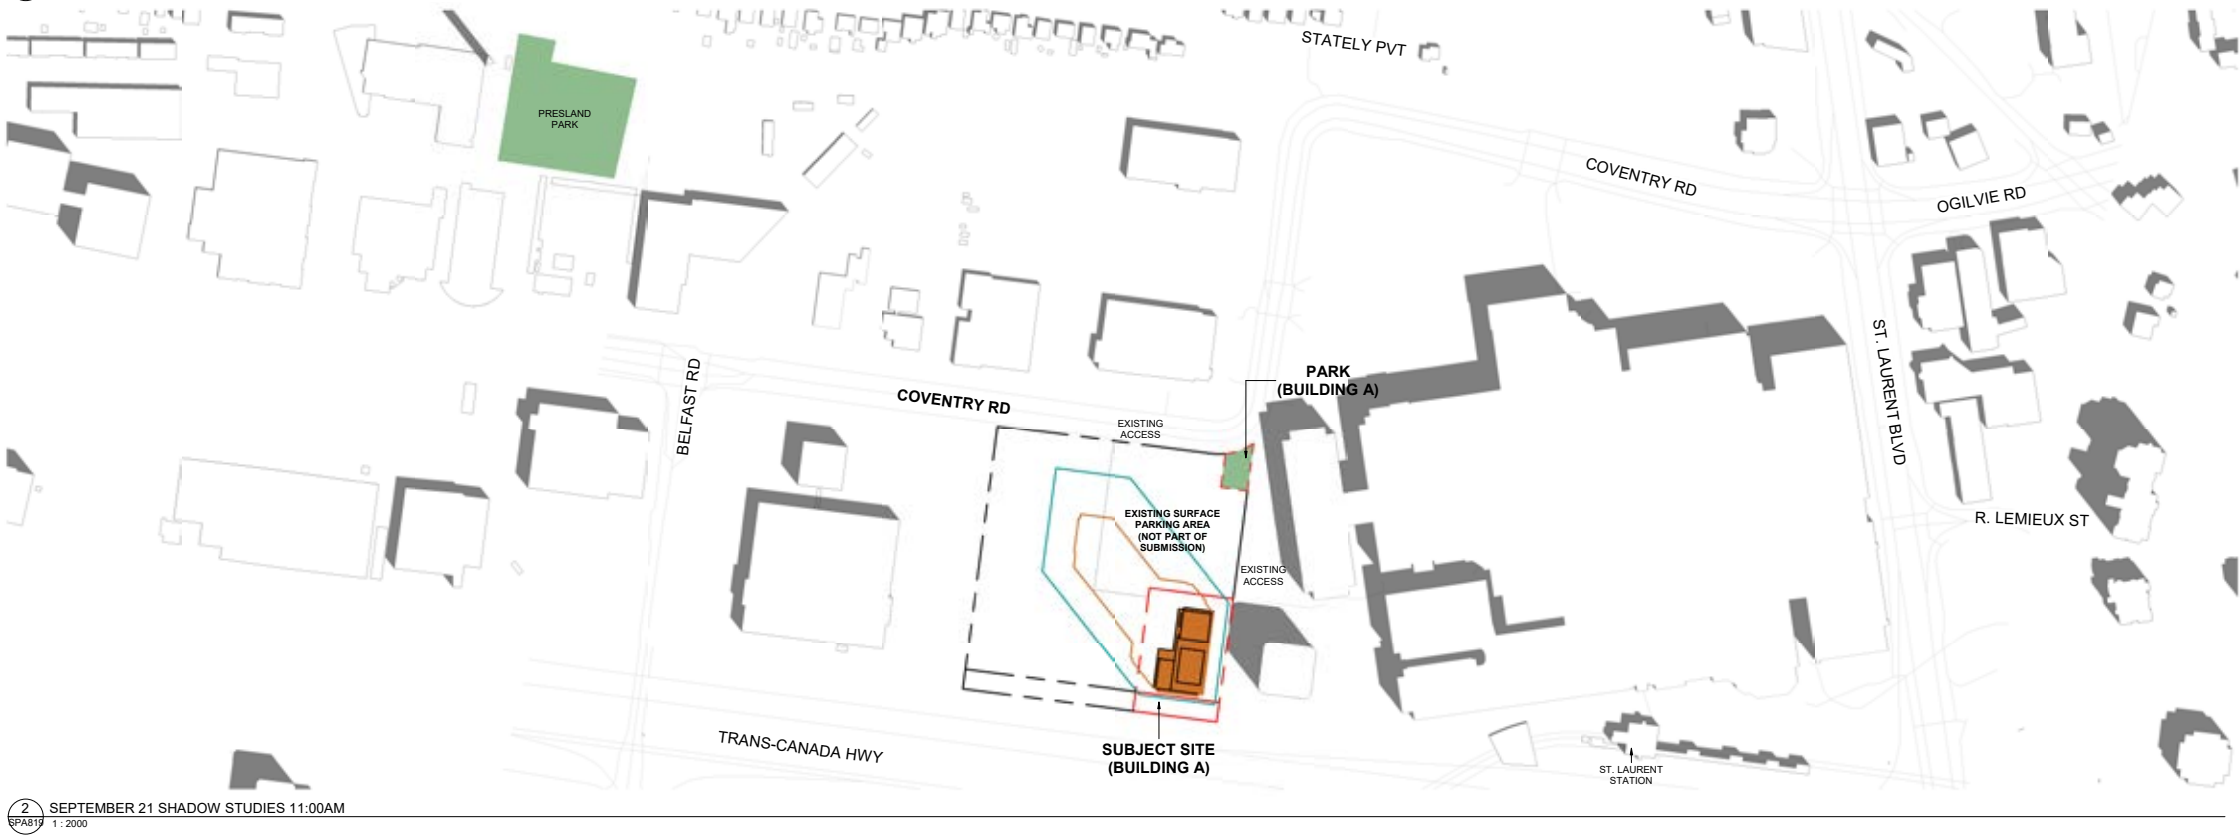 STATELY PVT
PRESLAND
PARK
COVENTRY RD
OGILVIE RD
ST. LAURENT BLVD
PARK
(BUILDING A)
BELFAST RD
COVENTRY RD
EXISTING
ACCESS
EXISTING SURFACE
PARKING AREA
(NOT PART OF
SUBMISSION)
R. LEMIEUX ST
EXISTING
ACCESS
TRANS-CANADA HWY
SUBJECT SITE
(BUILDING A)
ST. LAURENT
STATION
2
SPA819
SEPTEMBER 21 SHADOW STUDIES 11:00AM
1 : 2000